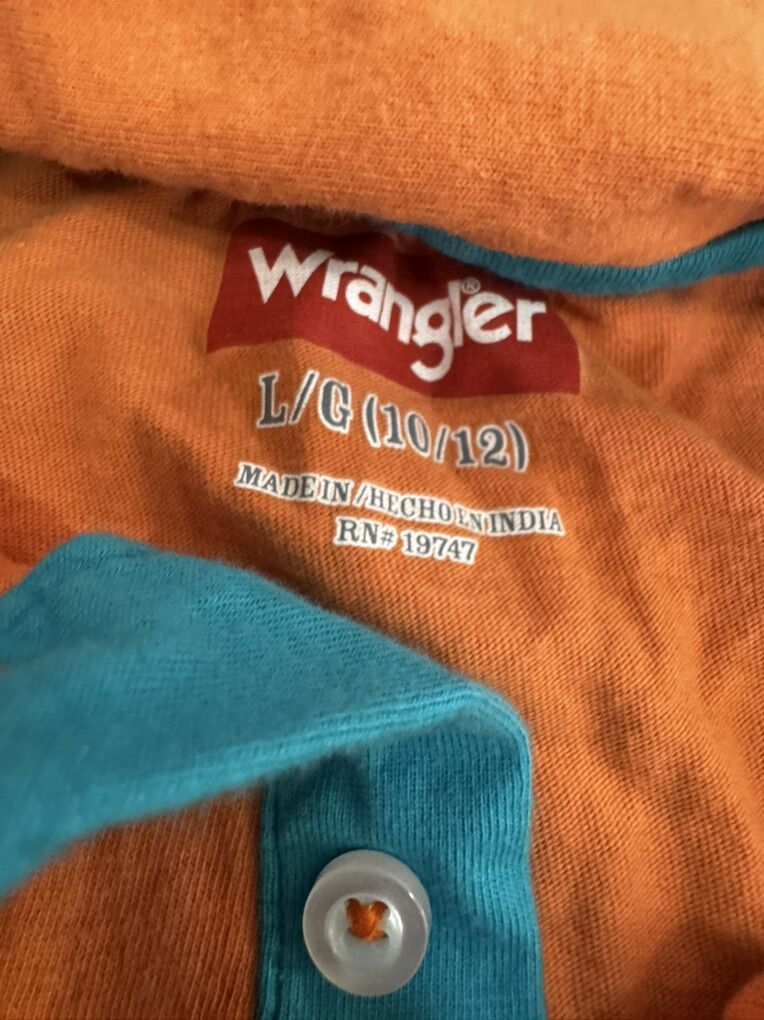 Wrangler®
L/G (10/12)
MADE IN /HECHO EN INDIA
RN# 19747